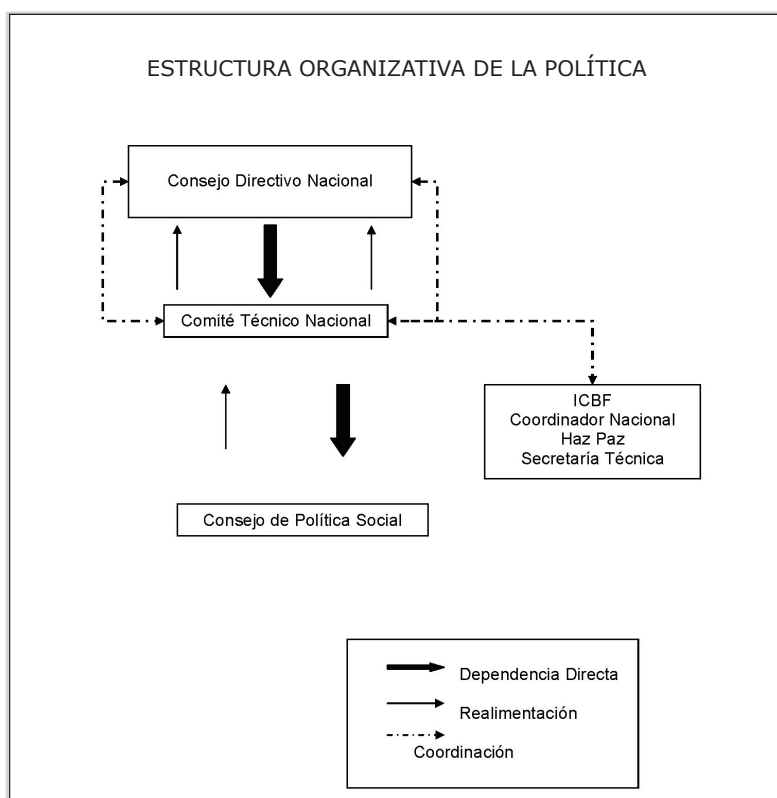 ESTRUCTURA ORGANIZATIVA DE LA POLÍTICA
Consejo Directivo Nacional
Comité Técnico Nacional
ICBF
Coordinador Nacional
Haz Paz
Secretaría Técnica
Consejo de Política Social
Dependencia Directa
Realimentación
Coordinación